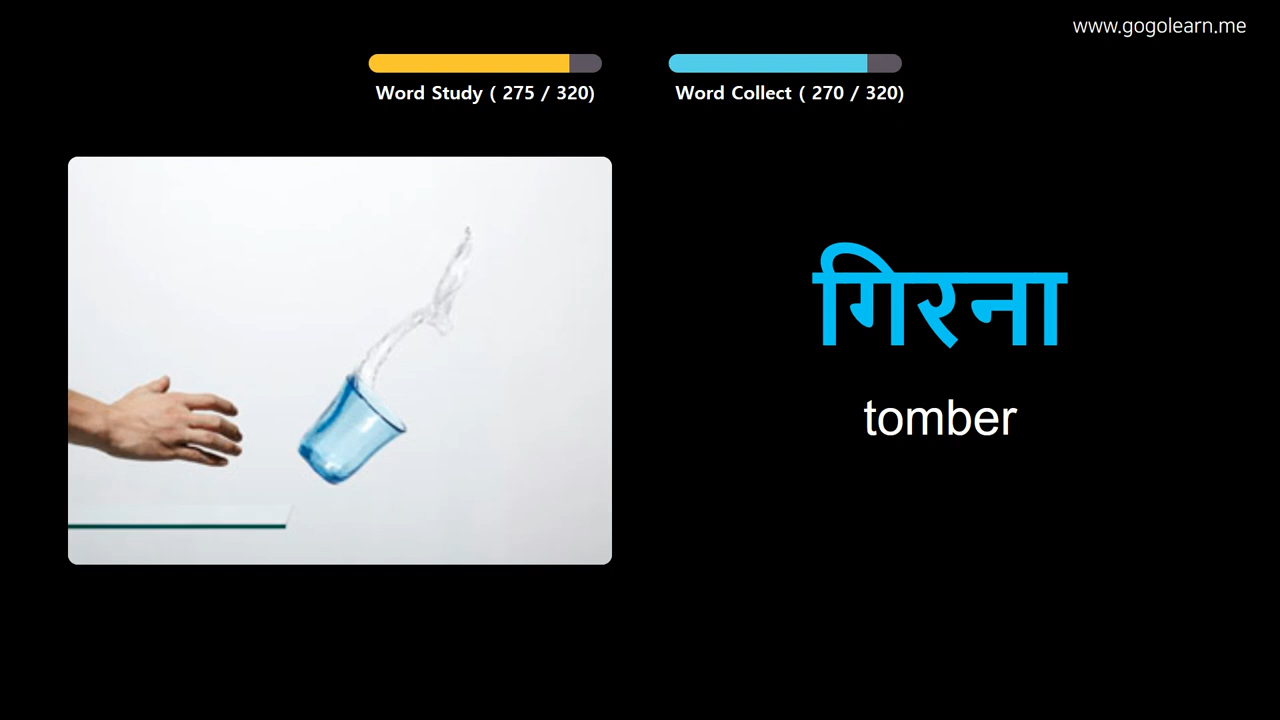 www.gogolearn.me
Word Study ( 275 / 320)
Word Collect ( 270 / 320)
गिरना
tomber